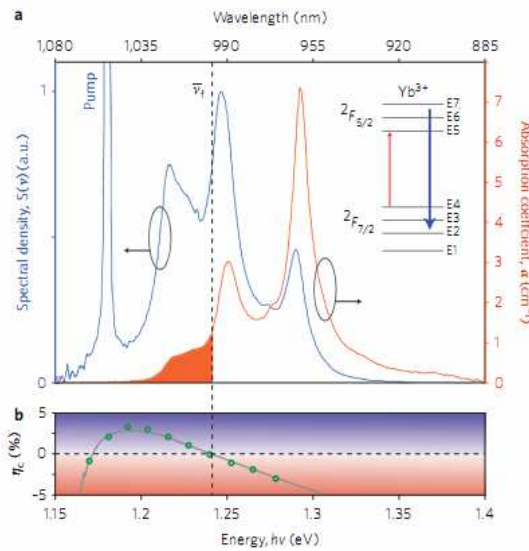 a
Wavelength (nm)
1,080 1,035 990 955 920 885
Pump
ν̄f
Yb³⁺
²F₅/₂
E7
E6
E5
²F₇/₂
E4
E3
E2
E1
Spectral density, S(ν) (a.u.)
1
0
Absorption coefficient, α (cm⁻¹)
7
6
5
4
3
2
1
0
b
ηc (%)
5
0
-5
1.15 1.2 1.25 1.3 1.35 1.4
Energy, hν (eV)